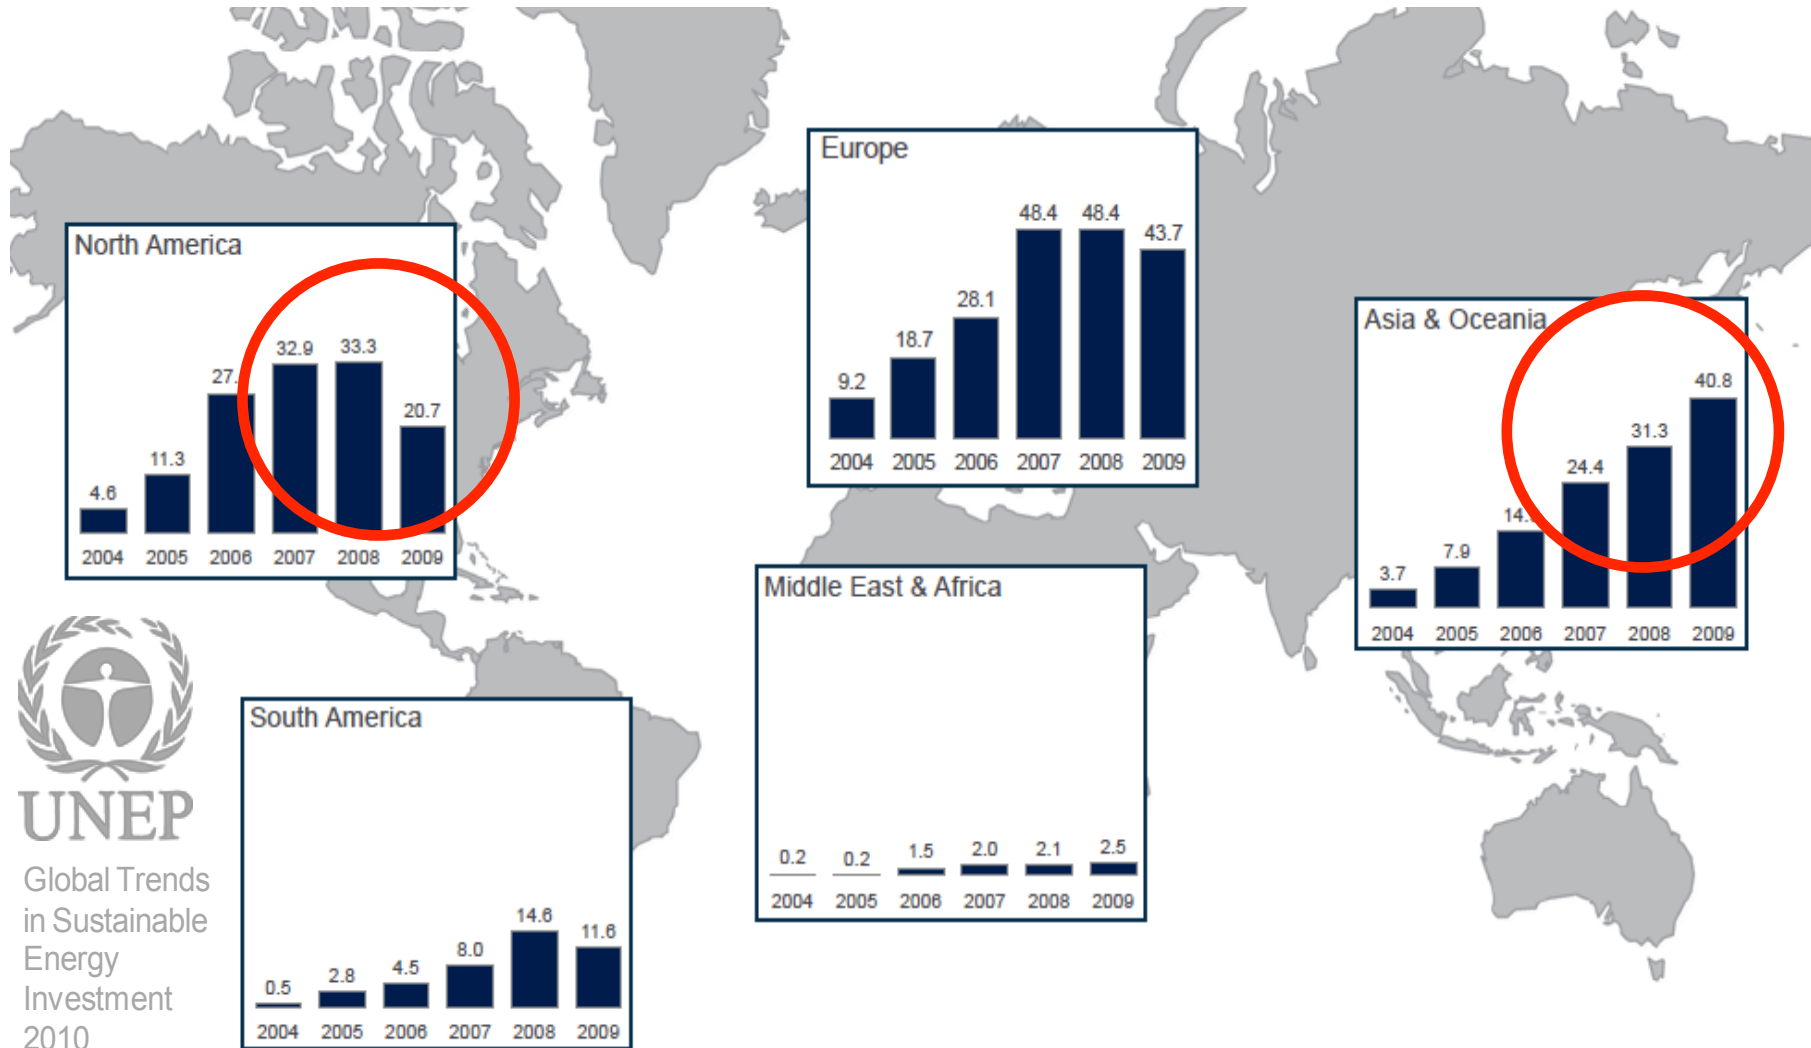 Europe
48.4 48.4
43.7
28.1
18.7
9.2
2004 2005 2006 2007 2008 2009
North America
32.9 33.3
27.
20.7
11.3
4.6
2004 2005 2006 2007 2008 2009
Asia & Oceania
40.8
31.3
24.4
14.
7.9
3.7
2004 2005 2006 2007 2008 2009
Middle East & Africa
0.2 0.2 1.5 2.0 2.1 2.5
2004 2005 2006 2007 2008 2009
South America
14.6
11.6
8.0
4.5
2.8
0.5
2004 2005 2006 2007 2008 2009
UNEP
Global Trends
in Sustainable
Energy
Investment
2010